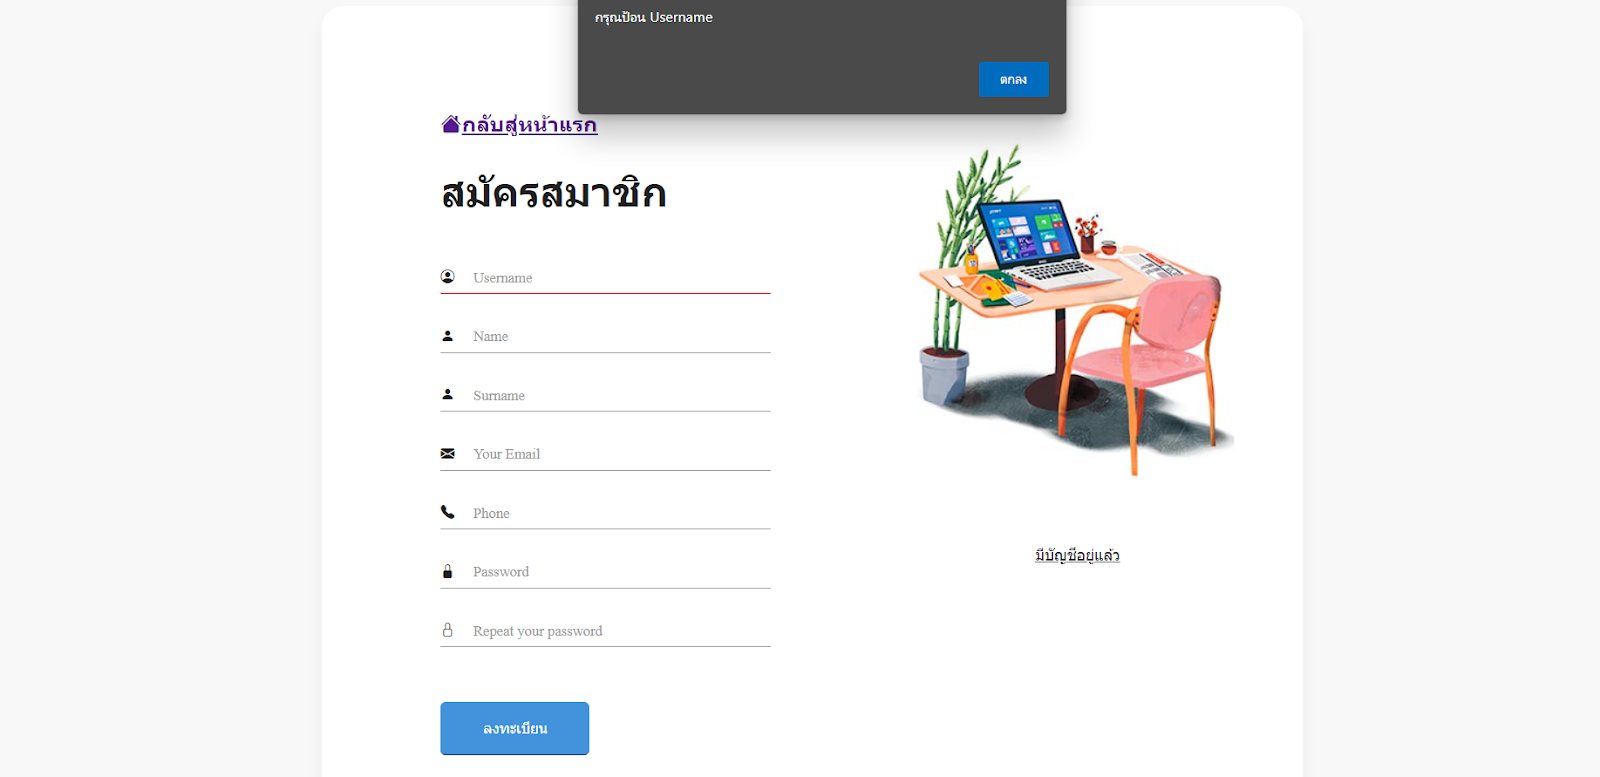 กรุณป้อน Username
ตกลง
กลับสู่หน้าแรก
สมัครสมาชิก
Username
Name
Surname
Your Email
Phone
Password
Repeat your password
มีบัญชีอยู่แล้ว
ลงทะเบียน